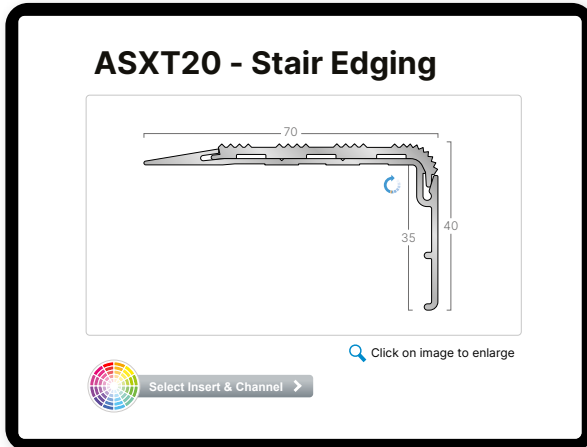 ASXT20 - Stair Edging
70
35
40
Click on image to enlarge
Select Insert & Channel